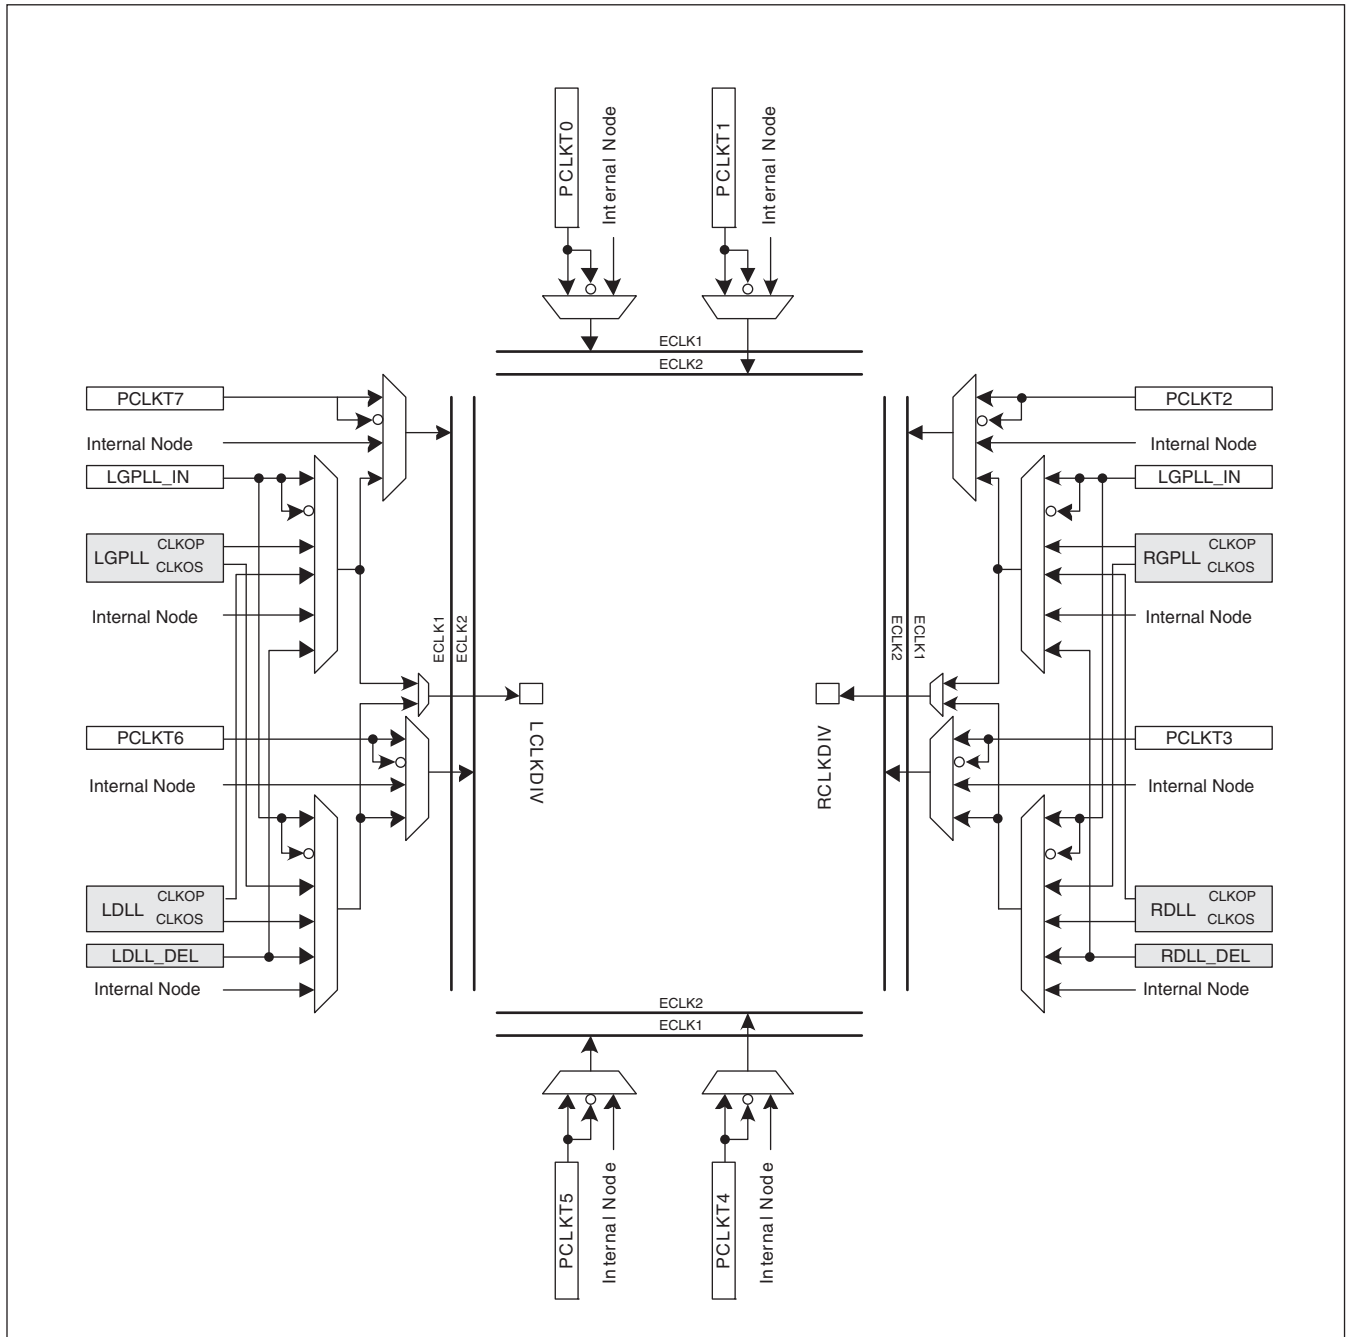 PCLKT0
Internal Node
PCLKT1
Internal Node
ECLK1
ECLK2
PCLKT7
Internal Node
LGPLL_IN
LGPLL CLKOP
CLKOS
Internal Node
ECLK1
ECLK2
LCLKDIV
PCLKT6
Internal Node
LDLL CLKOP
CLKOS
LDLL_DEL
Internal Node
PCLKT2
Internal Node
LGPLL_IN
RGPLL CLKOP
CLKOS
Internal Node
ECLK2
ECLK1
RCLKDIV
PCLKT3
Internal Node
RDLL CLKOP
CLKOS
RDLL_DEL
Internal Node
ECLK2
ECLK1
PCLKT5
Internal Node
PCLKT4
Internal Node